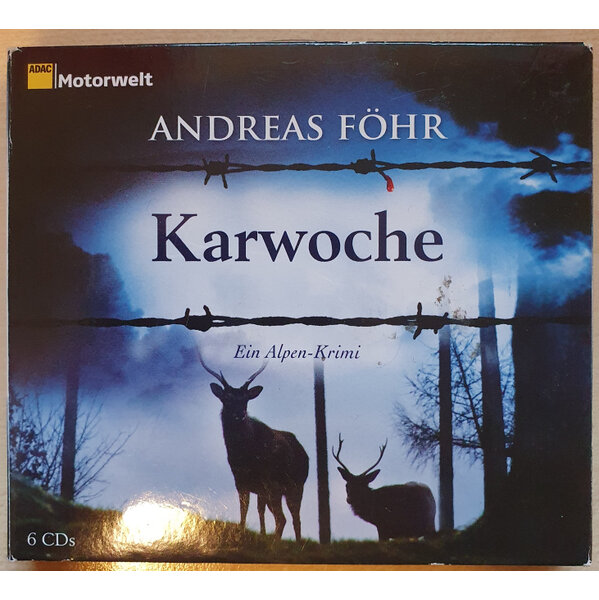 ADAC Motorwelt
ANDREAS FÖHR
Karwoche
Ein Alpen-Krimi
6 CDs